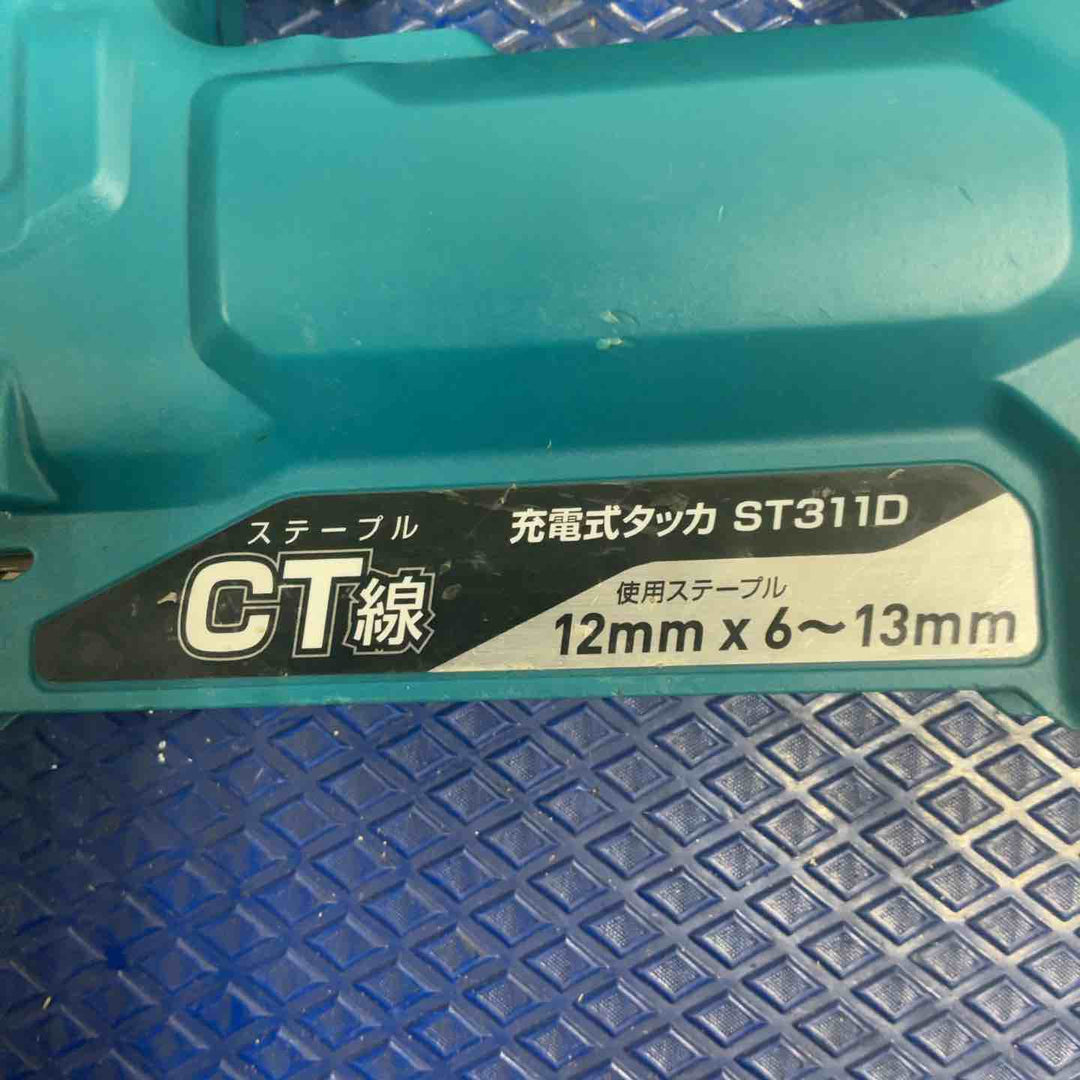 ステープル
CT線
充電式タッカ ST311D
使用ステープル
12mm x 6～13mm